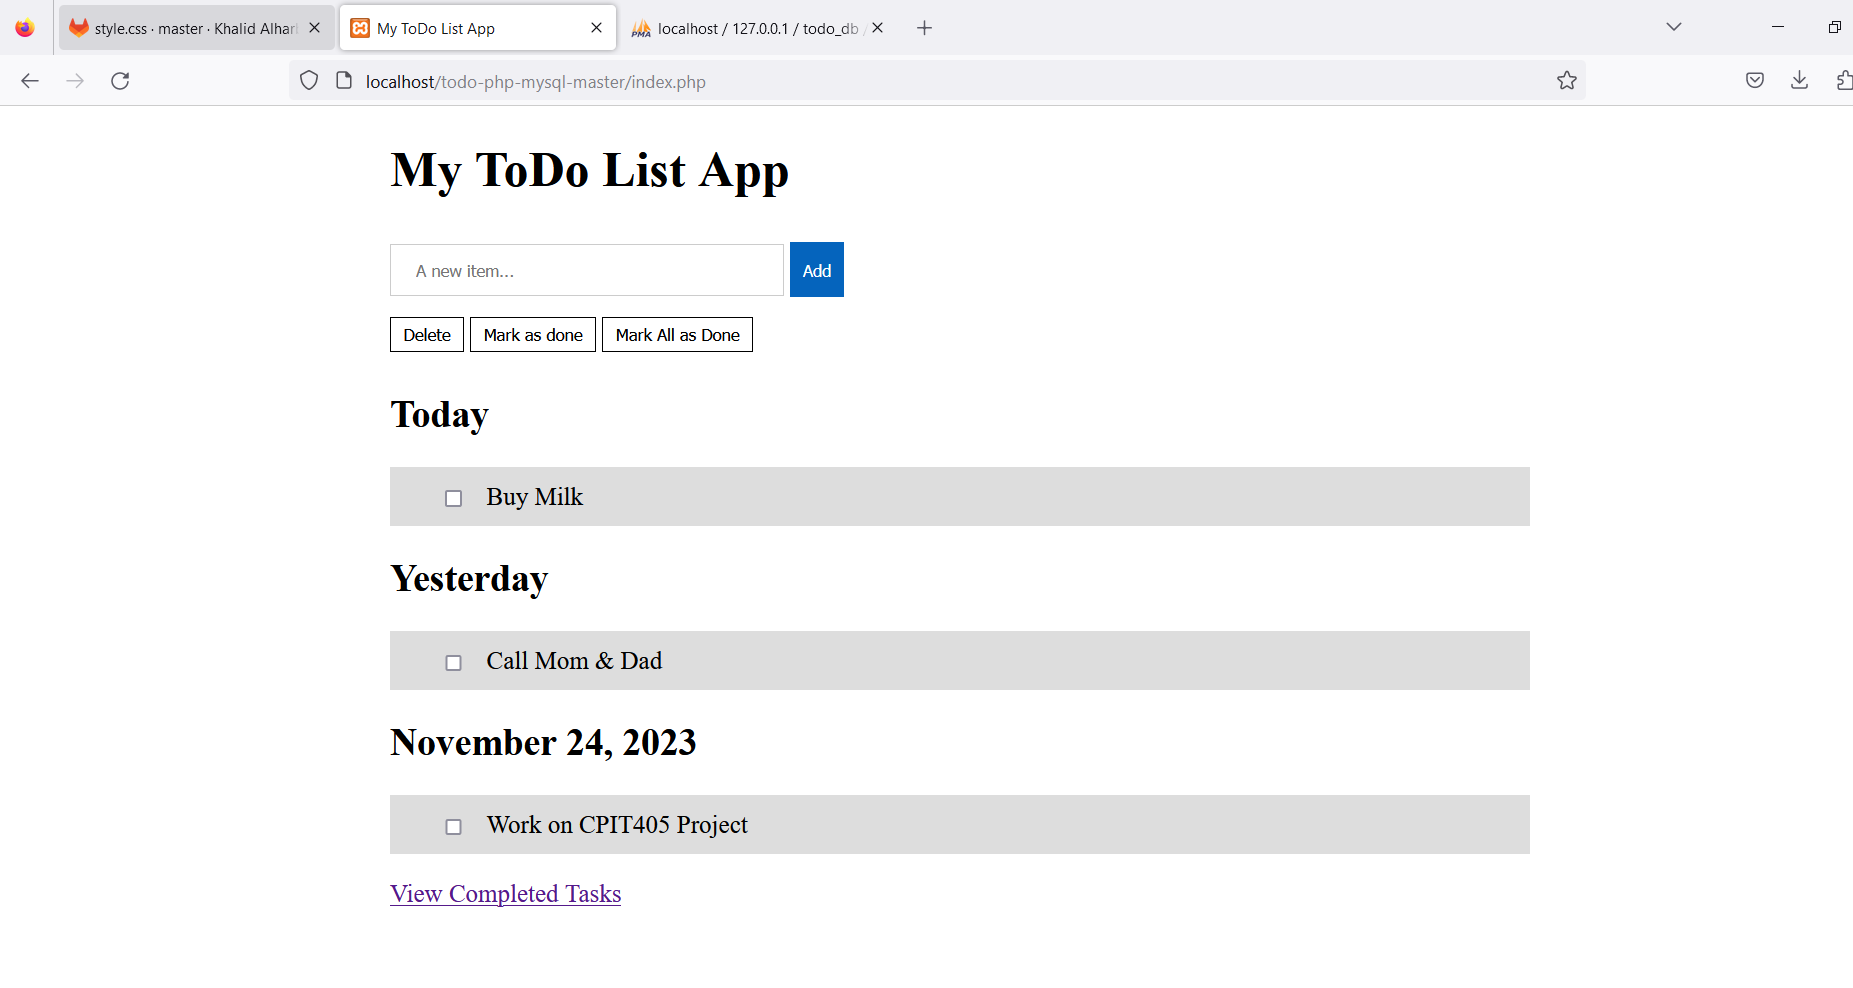 style.css · master · Khalid Alhar
My ToDo List App
localhost / 127.0.0.1 / todo_db /
localhost/todo-php-mysql-master/index.php
My ToDo List App
A new item...
Add
Delete
Mark as done
Mark All as Done
Today
Buy Milk
Yesterday
Call Mom & Dad
November 24, 2023
Work on CPIT405 Project
View Completed Tasks